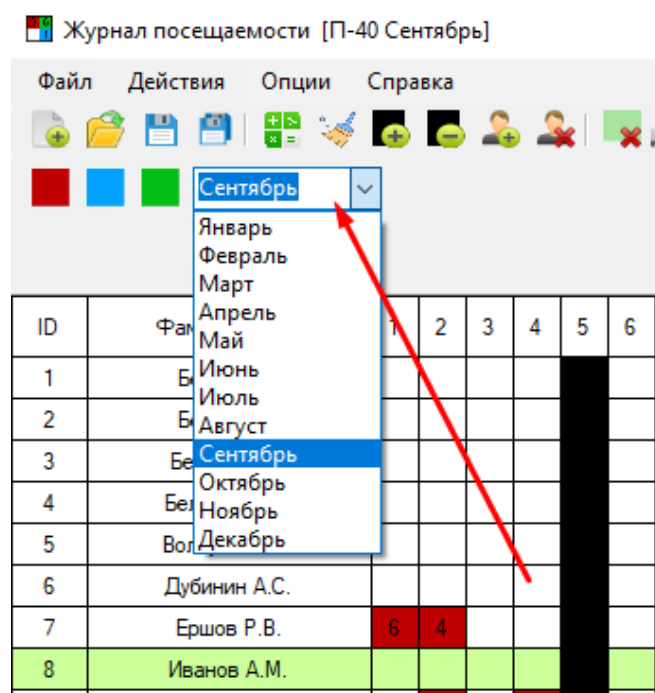 Журнал посещаемости [П-40 Сентябрь]
Файл Действия Опции Справка
Сентябрь
Январь
Февраль
Март
Апрель
Май
Июнь
Июль
Август
Сентябрь
Октябрь
Ноябрь
Декабрь
ID 1 2 3 4 5 6
1
2
3
4
5
6 Дубинин А.С.
7 Ершов Р.В. 6 4
8 Иванов А.М.